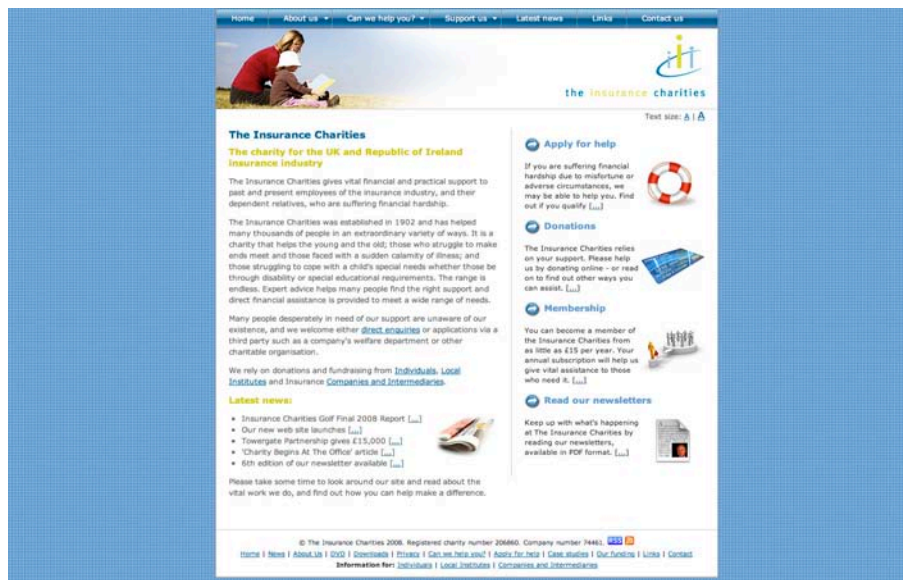 Home About us Can we help you? Support us Latest news Links Contact us
the insurance charities
Text size: A | A
The Insurance Charities
The charity for the UK and Republic of Ireland
insurance industry
The Insurance Charities gives vital financial and practical support to
past and present employees of the insurance industry, and their
dependent relatives, who are suffering financial hardship.
The Insurance Charities was established in 1902 and has helped
many thousands of people in an extraordinary variety of ways. It is a
charity that helps the young and the old; those who struggle to make
ends meet and those faced with a sudden calamity of illness; and
those struggling to cope with a child's special needs whether those be
through disability or special educational requirements. The range is
endless. Expert advice helps many people find the right support and
direct financial assistance is provided to meet a wide range of needs.
Many people desperately in need of our support are unaware of our
existence, and we welcome either direct enquiries or applications via a
third party such as a company's welfare department or other
charitable organisation.
We rely on donations and fundraising from Individuals, Local
Institutes and Insurance Companies and Intermediaries.
Latest news:
Insurance Charities Golf Final 2008 Report [...]
Our new web site launches [...]
Towergate Partnership gives £15,000 [...]
'Charity Begins At The Office' article [...]
6th edition of our newsletter available [...]
Please take some time to look around our site and read about the
vital work we do, and find out how you can help make a difference.
Apply for help
If you are suffering financial
hardship due to misfortune or
adverse circumstances, we
may be able to help you. Find
out if you qualify [...]
Donations
The Insurance Charities relies
on your support. Please help
us by donating online - or read
on to find out other ways you
can assist. [...]
Membership
You can become a member of
the Insurance Charities from
as little as £15 per year. Your
annual subscription will help us
give vital assistance to those
who need it. [...]
Read our newsletters
Keep up with what's happening
at The Insurance Charities by
reading our newsletters,
available in PDF format. [...]
© The Insurance Charities 2008. Registered charity number 206860. Company number 74461. RSS
Home | News | About Us | DVD | Downloads | Privacy | Can we help you? | Apply for help | Case studies | Our funding | Links | Contact
Information for: Individuals | Local Institutes | Companies and Intermediaries